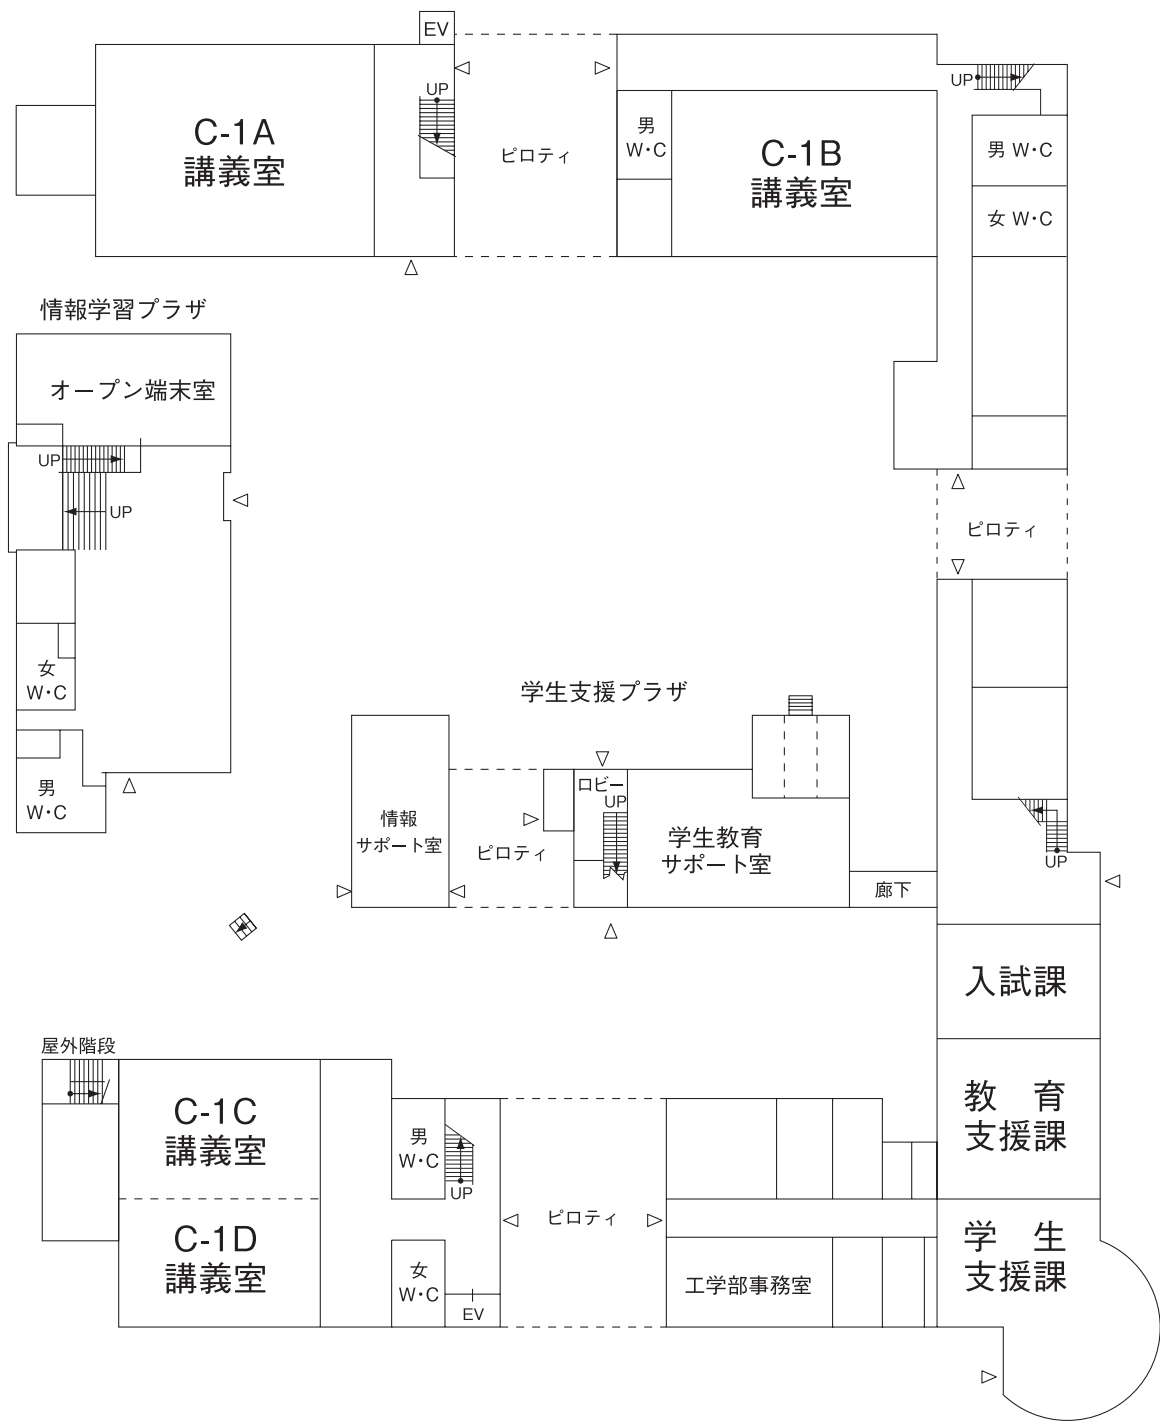 EV
UP
C-1A
講義室
ピロティ
男
W・C
C-1B
講義室
UP
男 W・C
女 W・C
情報学習プラザ
オープン端末室
UP
UP
女
W・C
男
W・C
ピロティ
学生支援プラザ
情報
サポート室
ピロティ
ロビー
UP
学生教育
サポート室
廊下
UP
入試課
教 育
支援課
学 生
支援課
屋外階段
C-1C
講義室
C-1D
講義室
男
W・C
UP
女
W・C
EV
ピロティ
工学部事務室